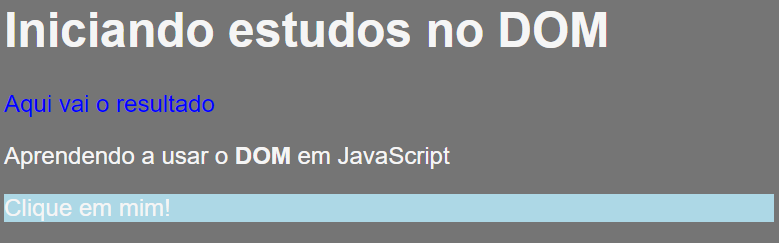 Iniciando estudos no DOM
Aqui vai o resultado
Aprendendo a usar o DOM em JavaScript
Clique em mim!